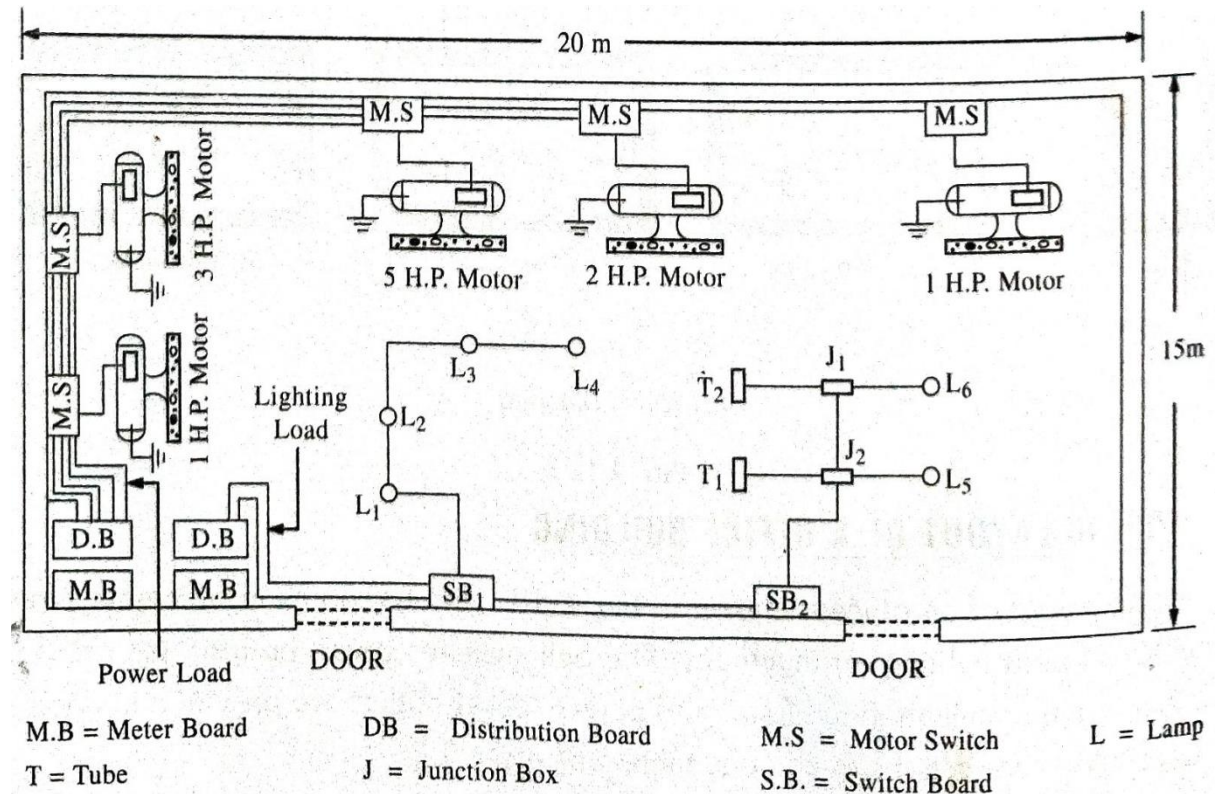 20 m
M.S
M.S
M.S
M.S
3 H.P. Motor
5 H.P. Motor
2 H.P. Motor
1 H.P. Motor
15m
M.S
1 H.P. Motor
Lighting
Load
L3
L4
L2
L1
J1
T2
L6
J2
T1
L5
D.B
D.B
M.B
M.B
SB1
SB2
Power Load
DOOR
DOOR
M.B = Meter Board
DB = Distribution Board
M.S = Motor Switch
L = Lamp
T = Tube
J = Junction Box
S.B. = Switch Board